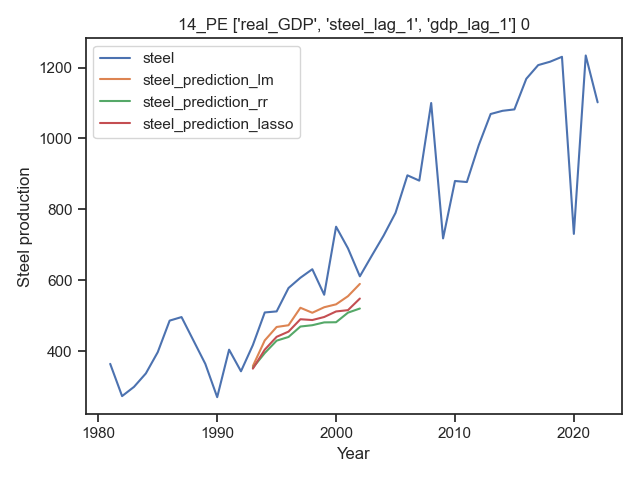 14_PE ['real_GDP', 'steel_lag_1', 'gdp_lag_1'] 0
steel
steel_prediction_lm
steel_prediction_rr
steel_prediction_lasso
1200
1000
800
600
400
Steel production
1980
1990
2000
2010
2020
Year